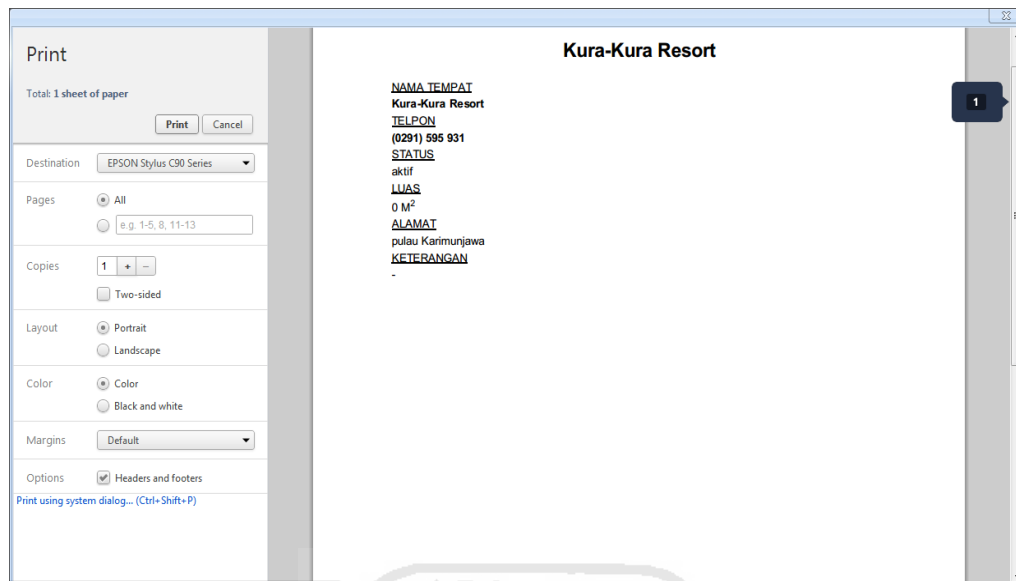 Print
Total: 1 sheet of paper
Print Cancel
Destination EPSON Stylus C90 Series
Pages All
e.g. 1-5, 8, 11-13
Copies 1 + −
Two-sided
Layout Portrait
Landscape
Color Color
Black and white
Margins Default
Options Headers and footers
Print using system dialog... (Ctrl+Shift+P)
Kura-Kura Resort
NAMA TEMPAT
Kura-Kura Resort
TELPON
(0291) 595 931
STATUS
aktif
LUAS
0 M²
ALAMAT
pulau Karimunjawa
KETERANGAN
-
1